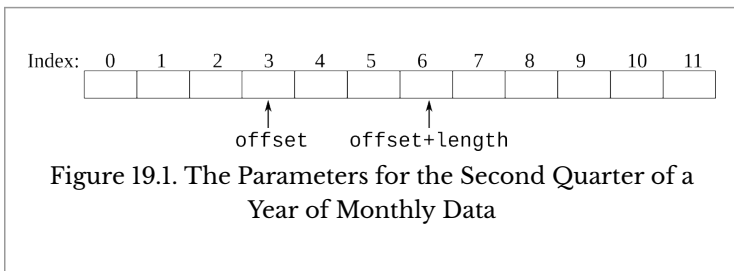 Index: 0 1 2 3 4 5 6 7 8 9 10 11
offset offset+length
Figure 19.1. The Parameters for the Second Quarter of a
Year of Monthly Data